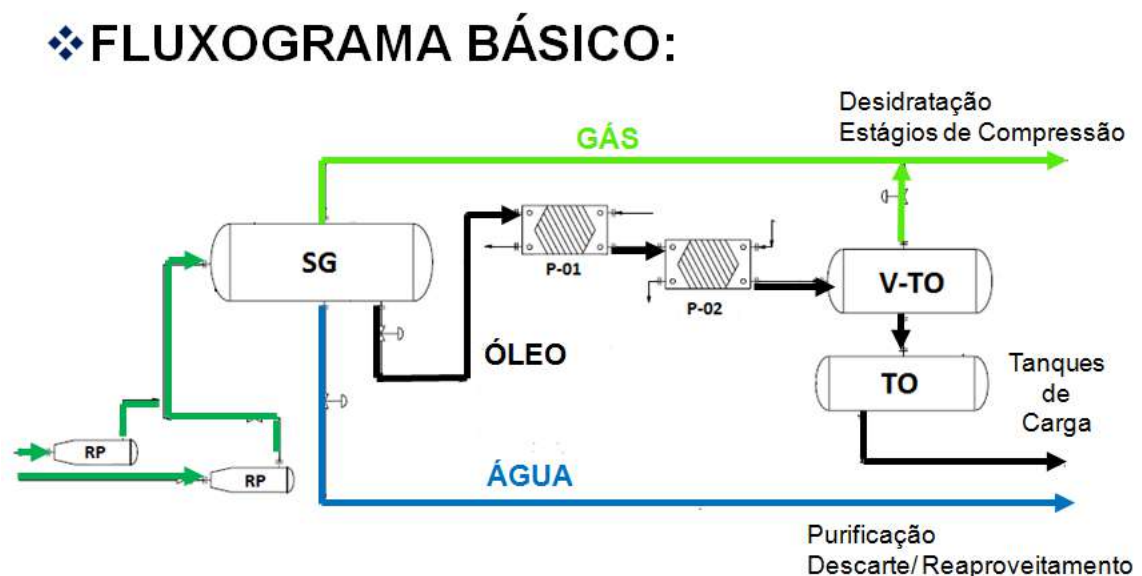 ❖FLUXOGRAMA BÁSICO:
Desidratação
Estágios de Compressão
GÁS
SG
P-01
P-02
V-TO
ÓLEO
TO
Tanques
de
Carga
RP
RP
ÁGUA
Purificação
Descarte/ Reaproveitamento